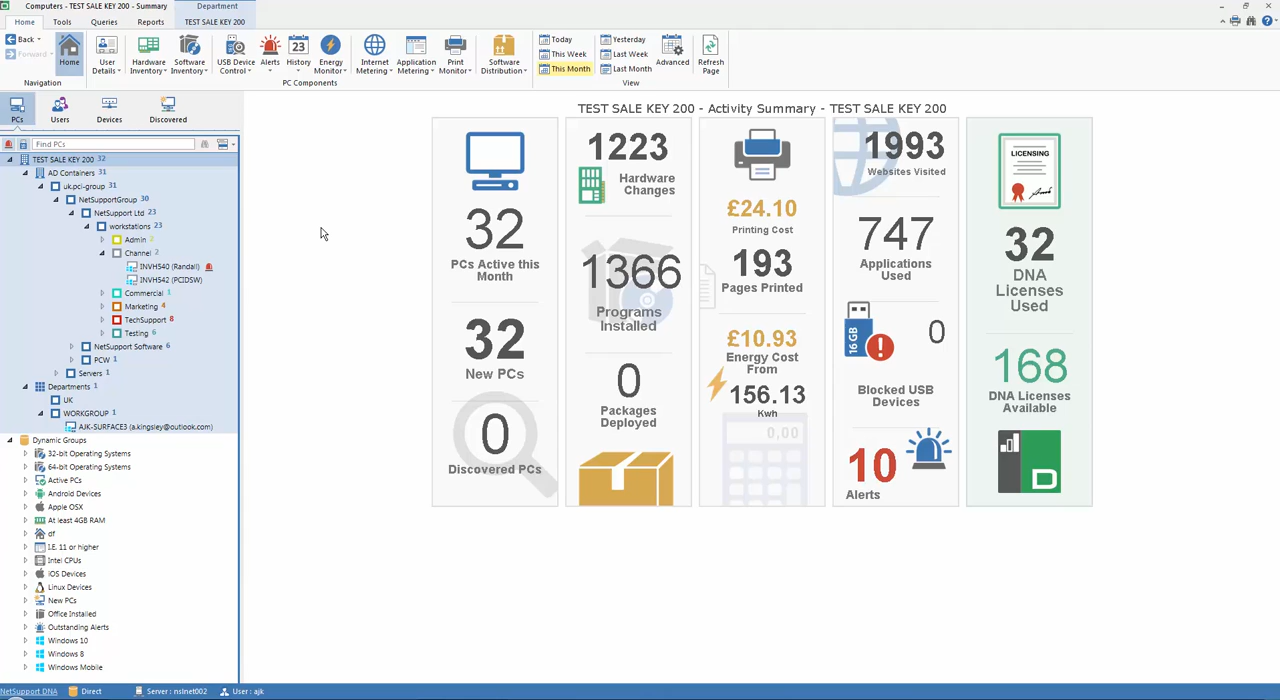 Computers - TEST SALE KEY 200 - Summary
Department
Home Tools Queries Reports TEST SALE KEY 200
Back
Forward
Home
User Details
Hardware Inventory
Software Inventory
USB Device Control
Alerts
History
Energy Monitor
Internet Metering
Application Metering
Print Monitor
Software Distribution
Today
This Week
This Month
Yesterday
Last Week
Last Month
Advanced
Refresh Page
23
Navigation PC Components View
PCs Users Devices Discovered
Find PCs
TEST SALE KEY 200 32
AD Containers 31
uk.pci-group 31
NetSupportGroup 30
NetSupport Ltd 23
workstations 23
Admin 2
Channel 2
INVH540 (Randall)
INVH542 (PCIDSW)
Commercial 1
Marketing 4
TechSupport 8
Testing 6
NetSupport Software 6
PCW 1
Servers 1
Departments 1
UK
WORKGROUP 1
AJK-SURFACE3 (a.kingsley@outlook.com)
Dynamic Groups
32-bit Operating Systems
64-bit Operating Systems
Active PCs
Android Devices
Apple OSX
At least 4GB RAM
df
I.E. 11 or higher
Intel CPUs
iOS Devices
Linux Devices
New PCs
Office Installed
Outstanding Alerts
Windows 10
Windows 8
Windows Mobile
TEST SALE KEY 200 - Activity Summary - TEST SALE KEY 200
32
PCs Active this
Month
32
New PCs
0
Discovered PCs
1223
Hardware
Changes
1366
Programs
Installed
0
Packages
Deployed
£24.10
Printing Cost
193
Pages Printed
£10.93
Energy Cost
From
156.13
Kwh
0,00
1993
Websites Visited
747
Applications
Used
16 GB
!
0
Blocked USB
Devices
10
Alerts
LICENSING
32
DNA
Licenses
Used
168
DNA Licenses
Available
D
NetSupport DNA Direct Server : nslnet002 User : ajk